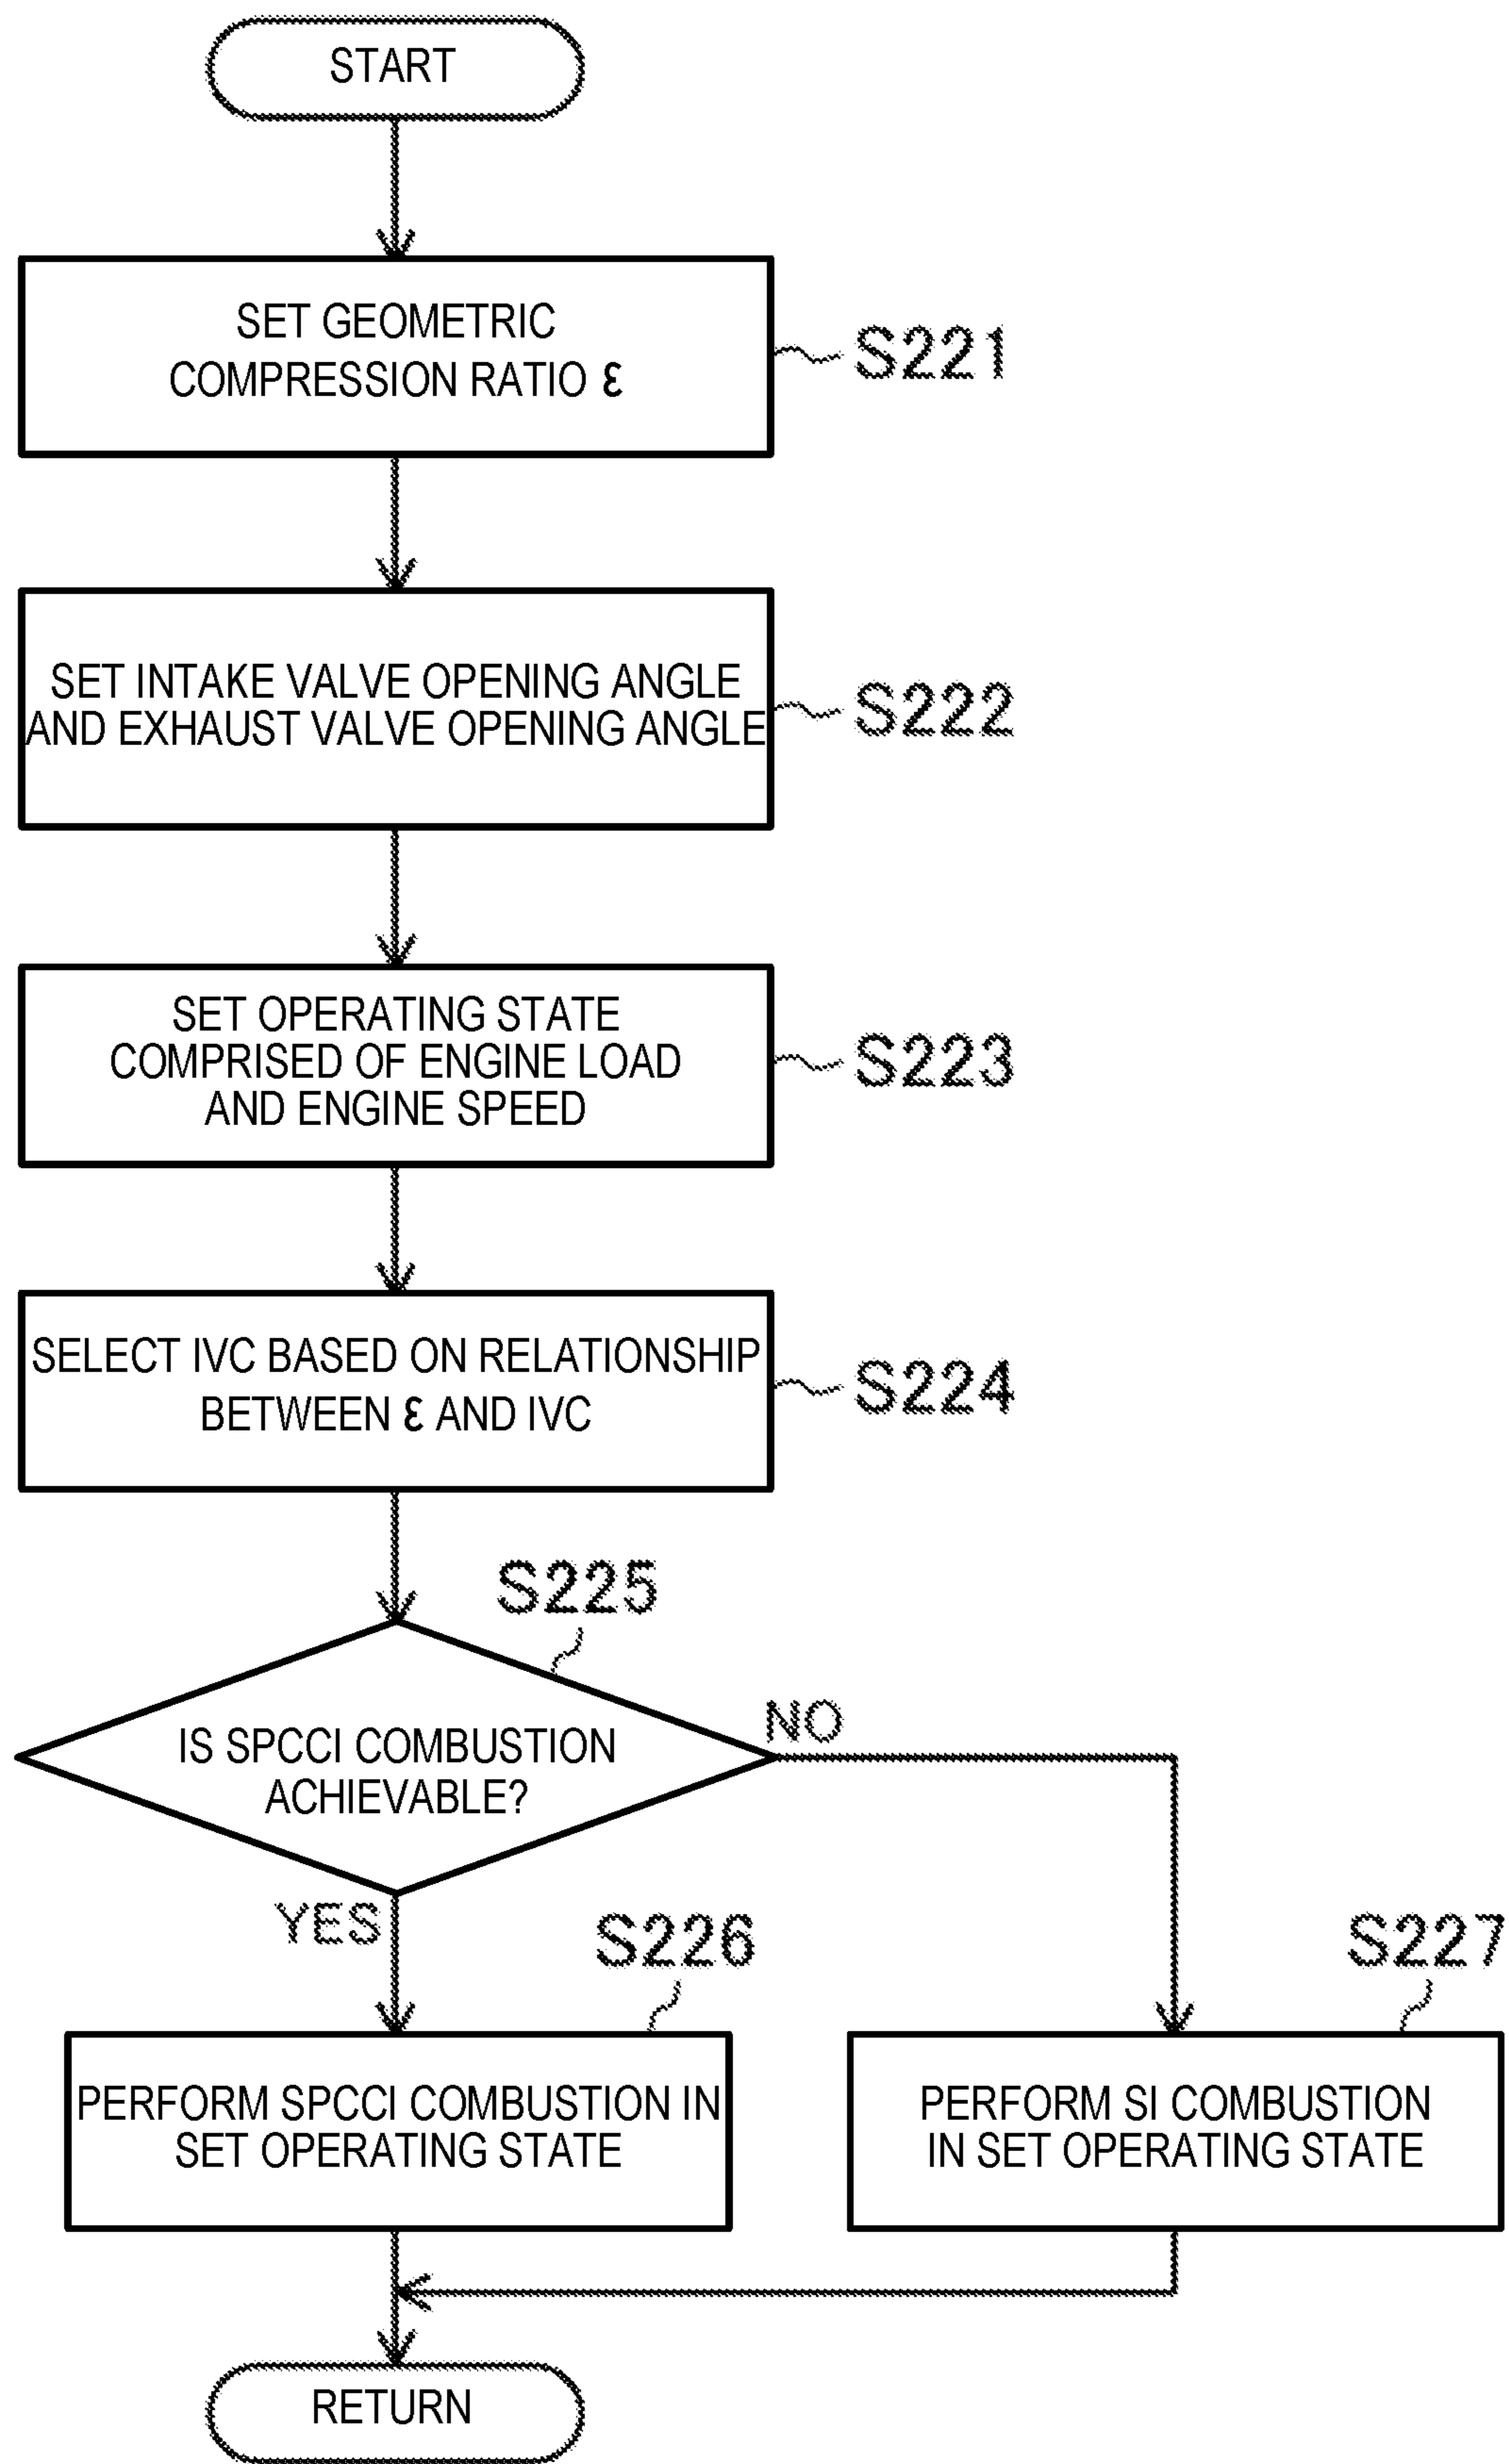 START
SET GEOMETRIC
COMPRESSION RATIO ε
S221
SET INTAKE VALVE OPENING ANGLE
AND EXHAUST VALVE OPENING ANGLE
S222
SET OPERATING STATE
COMPRISED OF ENGINE LOAD
AND ENGINE SPEED
S223
SELECT IVC BASED ON RELATIONSHIP
BETWEEN ε AND IVC
S224
S225
IS SPCCI COMBUSTION
ACHIEVABLE?
NO
YES
S226
PERFORM SPCCI COMBUSTION IN
SET OPERATING STATE
S227
PERFORM SI COMBUSTION
IN SET OPERATING STATE
RETURN